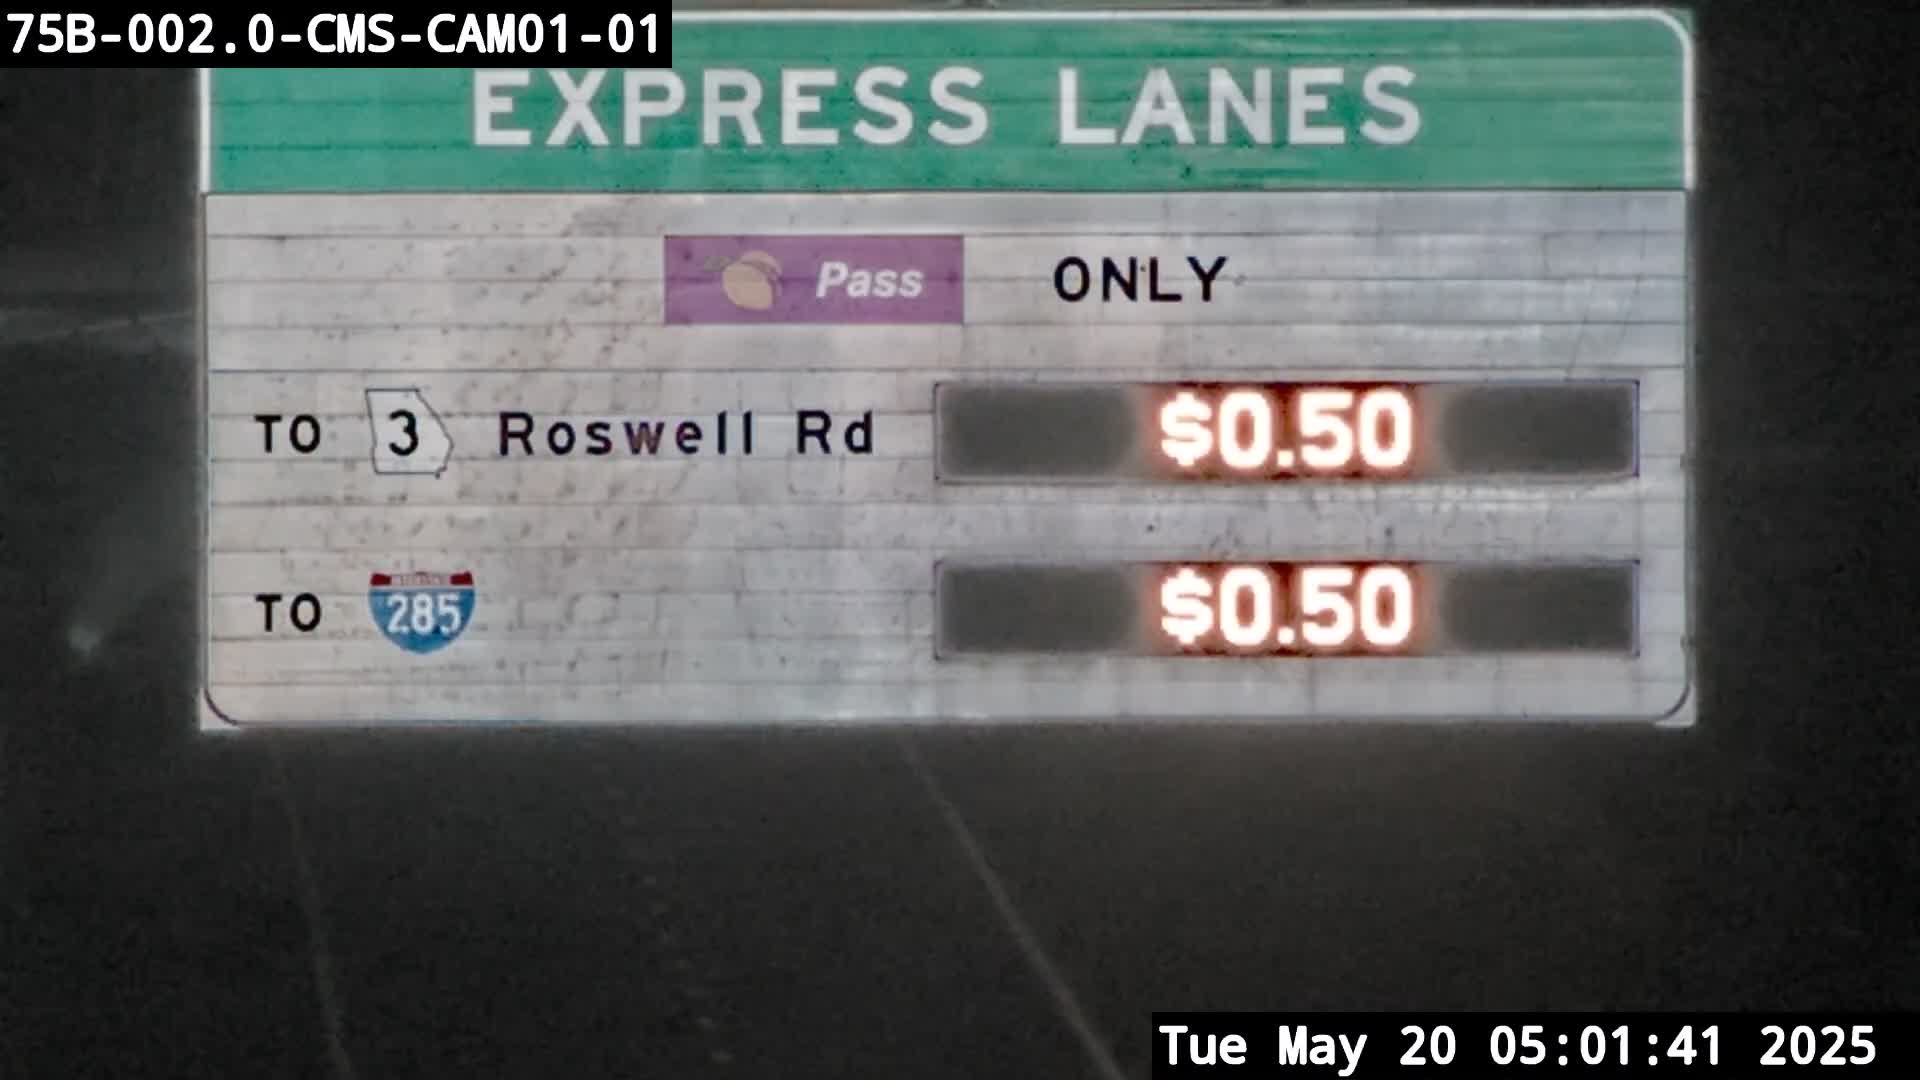 75B-002.0-CMS-CAM01-01
EXPRESS LANES
Pass ONLY
TO 3 Roswell Rd $0.50
TO 285 $0.50
Tue May 20 05:01:41 2025